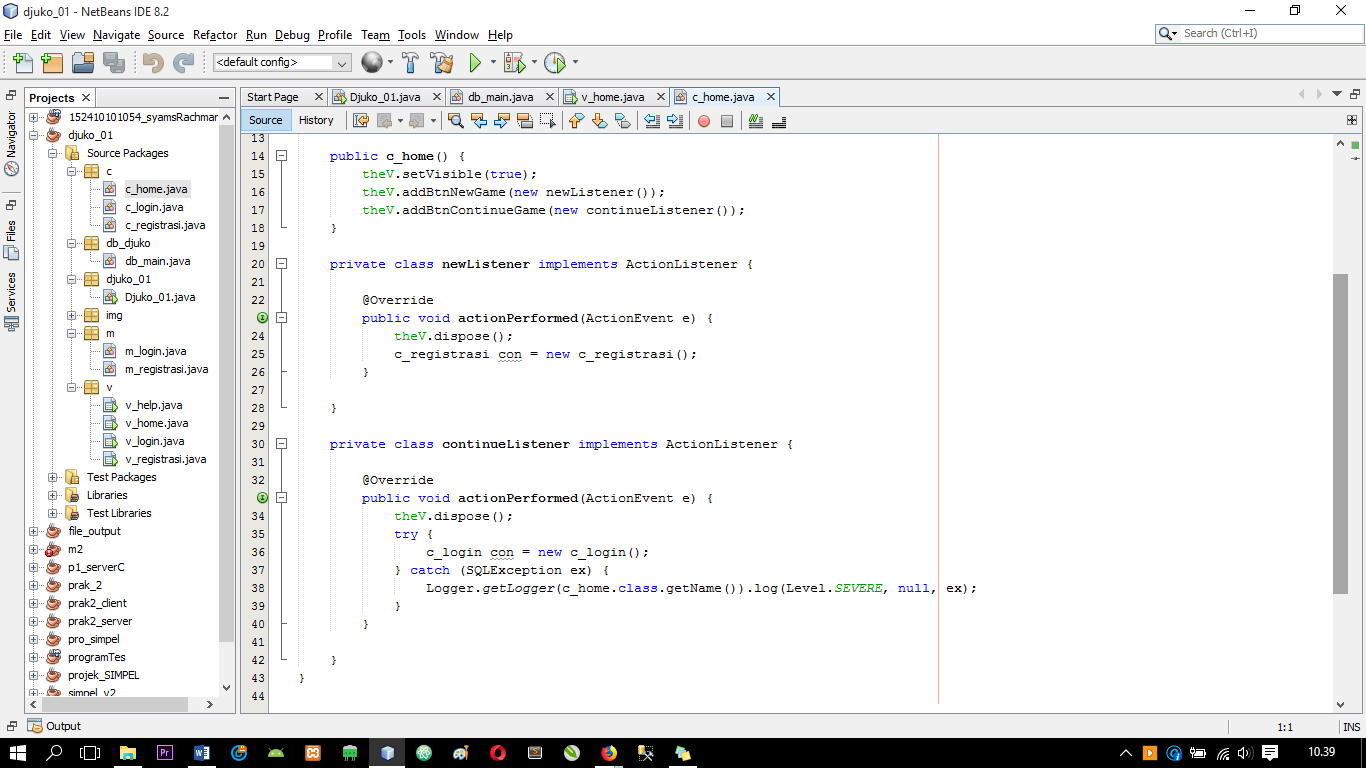 djuko_01 - NetBeans IDE 8.2
File Edit View Navigate Source Refactor Run Debug Profile Team Tools Window Help
Search (Ctrl+I)
<default config>
Projects
Navigator
Files
Services
152410101054_syamsRachmar
djuko_01
Source Packages
c
c_home.java
c_login.java
c_registrasi.java
db_djuko
db_main.java
djuko_01
Djuko_01.java
img
m
m_login.java
m_registrasi.java
v
v_help.java
v_home.java
v_login.java
v_registrasi.java
Test Packages
Libraries
Test Libraries
file_output
m2
p1_serverC
prak_2
prak2_client
prak2_server
pro_simpel
programTes
projek_SIMPEL
simpel_v2
Start Page Djuko_01.java db_main.java v_home.java c_home.java
Source History
13
14 public c_home() {
15 theV.setVisible(true);
16 theV.addBtnNewGame(new newListener());
17 theV.addBtnContinueGame(new continueListener());
18 }
19
20 private class newListener implements ActionListener {
21
22 @Override
public void actionPerformed(ActionEvent e) {
24 theV.dispose();
25 c_registrasi con = new c_registrasi();
26 }
27
28 }
29
30 private class continueListener implements ActionListener {
31
32 @Override
public void actionPerformed(ActionEvent e) {
34 theV.dispose();
35 try {
36 c_login con = new c_login();
37 } catch (SQLException ex) {
38 Logger.getLogger(c_home.class.getName()).log(Level.SEVERE, null, ex);
39 }
40 }
41
42 }
43 }
44
Output
1:1 INS
10.39